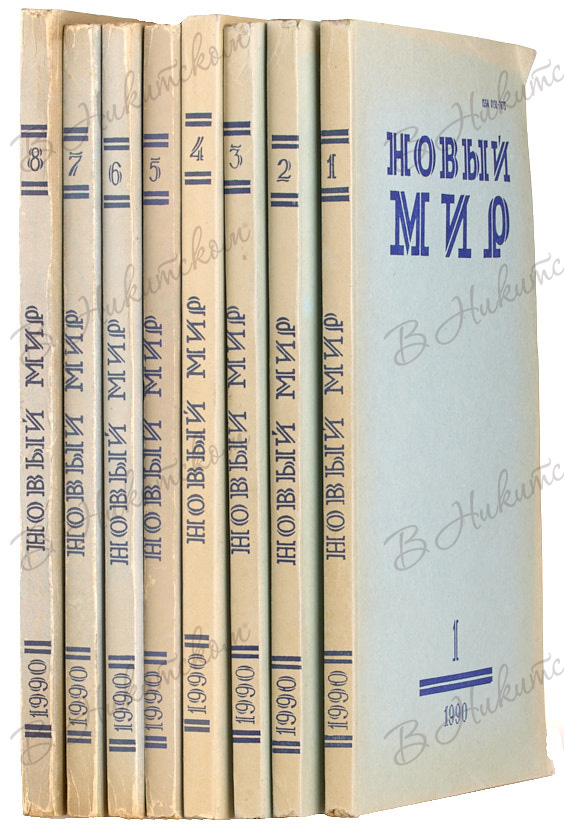 НОВЫЙ
МИР
1
1990
8 НОВЫЙ МИР 1990
7 НОВЫЙ МИР 1990
6 НОВЫЙ МИР 1990
5 НОВЫЙ МИР 1990
4 НОВЫЙ МИР 1990
3 НОВЫЙ МИР 1990
2 НОВЫЙ МИР 1990
1 НОВЫЙ МИР 1990
В Никитском